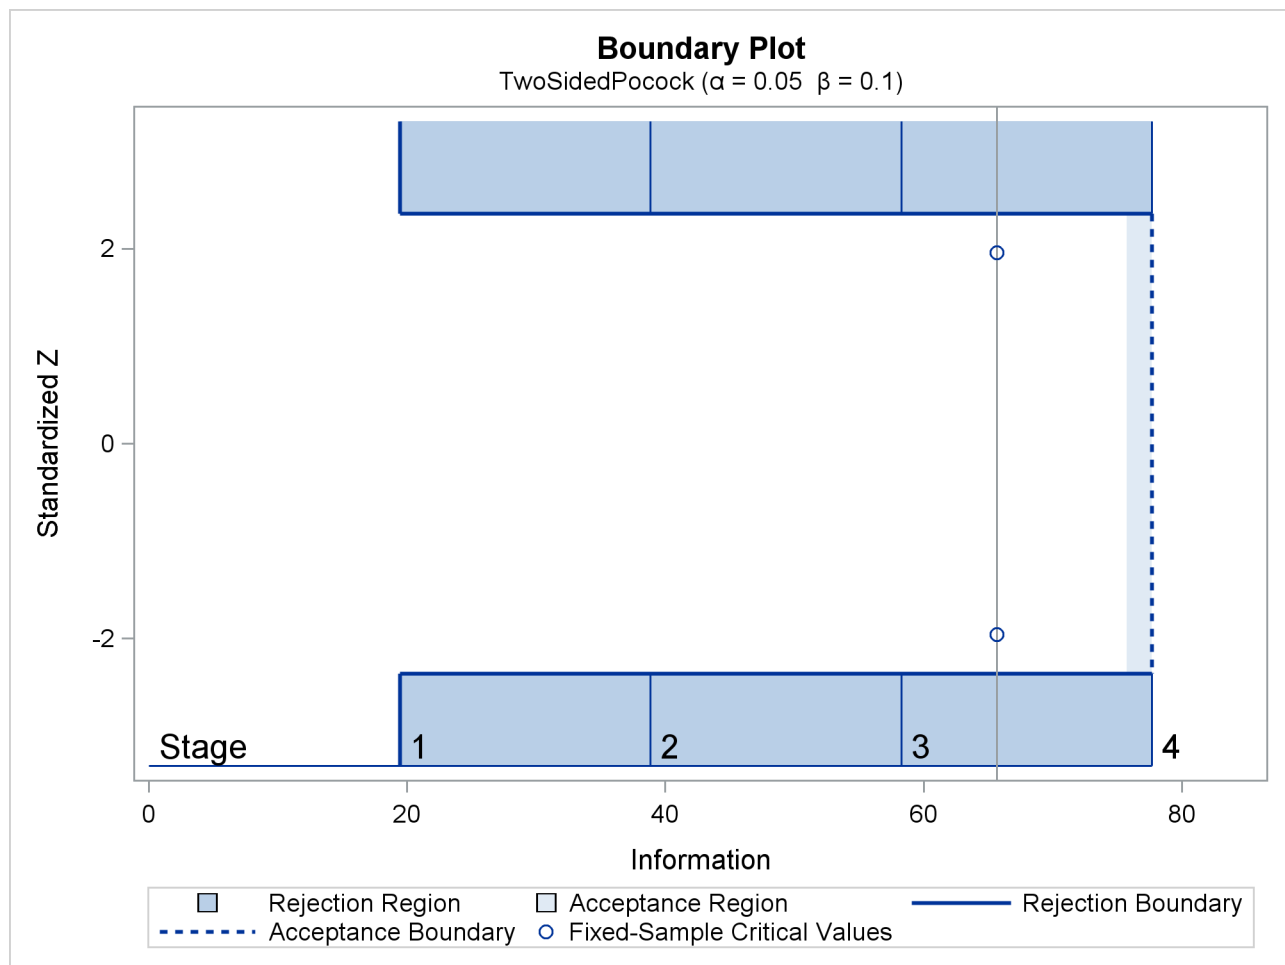 Boundary Plot
TwoSidedPocock (α = 0.05 β = 0.1)
Standardized Z
2
0
-2
Stage 1 2 3 4
0 20 40 60 80
Information
Rejection Region Acceptance Region Rejection Boundary
Acceptance Boundary Fixed-Sample Critical Values